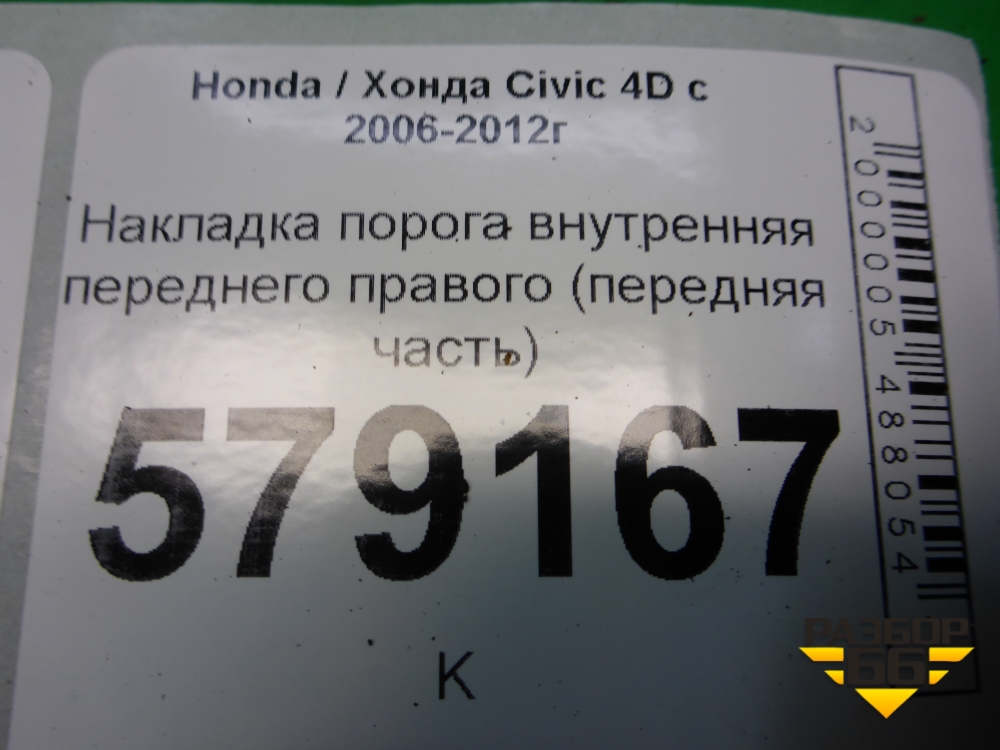 Honda / Хонда Civic 4D с
2006-2012г
Накладка порога внутренняя
переднего правого (передняя
часть)
579167
К
2000005488054
РАЗБОР
66